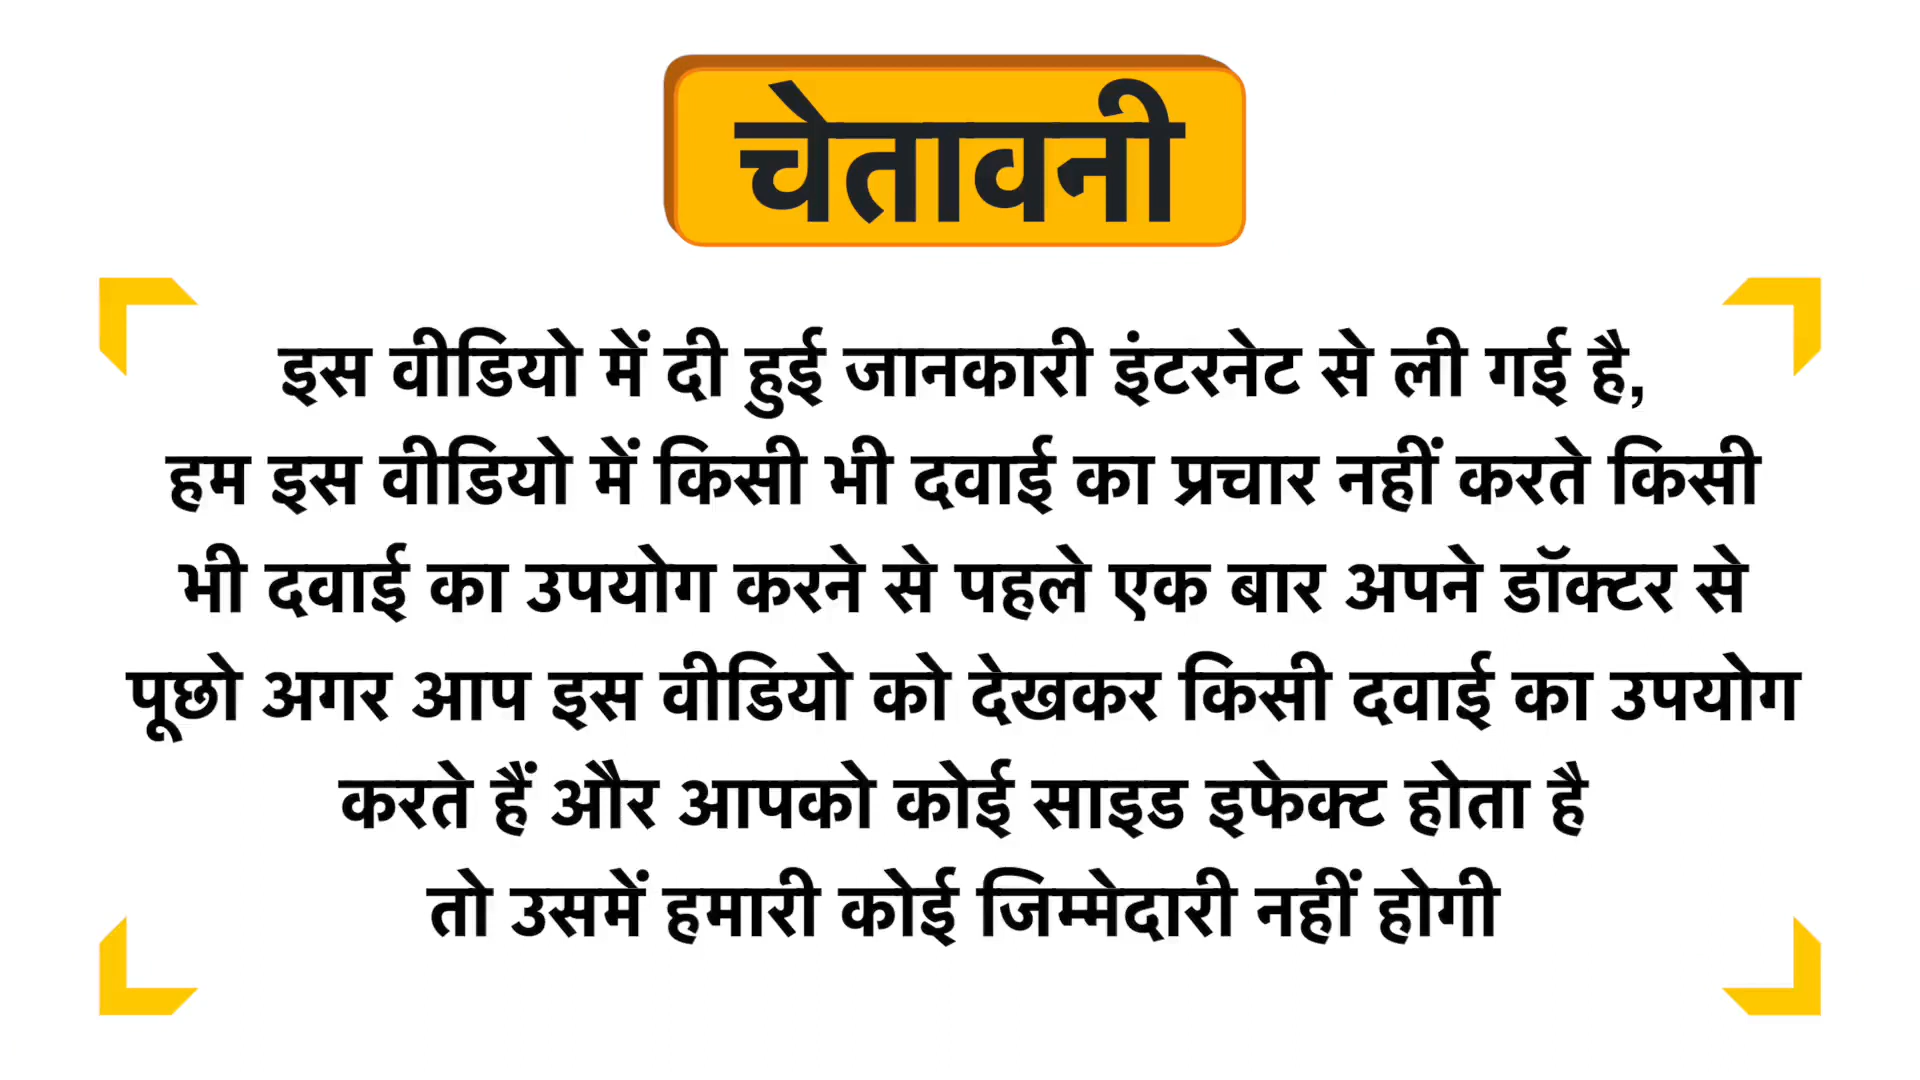 चेतावनी
इस वीडियो में दी हुई जानकारी इंटरनेट से ली गई है,
हम इस वीडियो में किसी भी दवाई का प्रचार नहीं करते किसी
भी दवाई का उपयोग करने से पहले एक बार अपने डॉक्टर से
पूछो अगर आप इस वीडियो को देखकर किसी दवाई का उपयोग
करते हैं और आपको कोई साइड इफेक्ट होता है
तो उसमें हमारी कोई जिम्मेदारी नहीं होगी